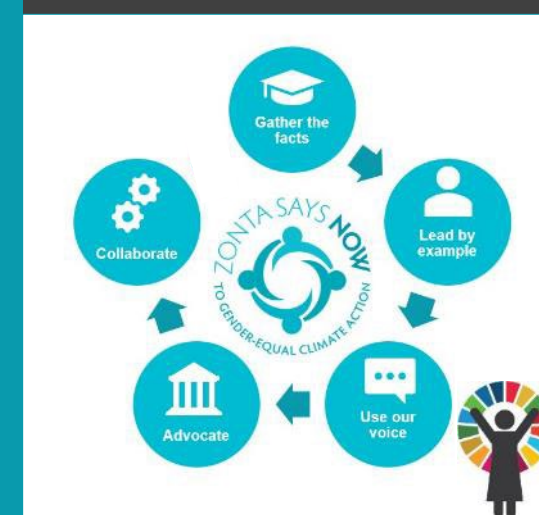 Gather the
facts
Lead by
example
Use our
voice
Advocate
Collaborate
ZONTA SAYS NOW
TO GENDER-EQUAL CLIMATE ACTION